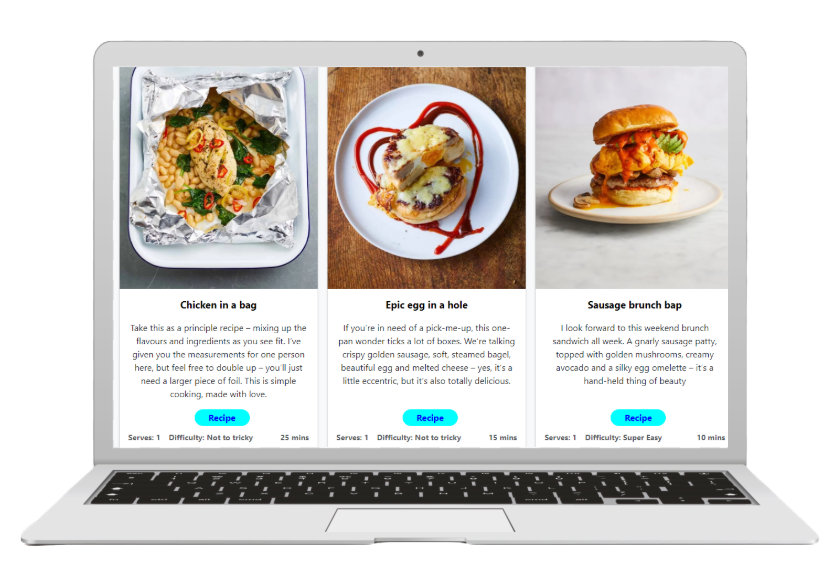 Chicken in a bag
Take this as a principle recipe – mixing up the
flavours and ingredients as you see fit. I've
given you the measurements for one person
here, but feel free to double up – you'll just
need a larger piece of foil. This is simple
cooking, made with love.
Recipe
Serves: 1 Difficulty: Not to tricky 25 mins
Epic egg in a hole
If you're in need of a pick-me-up, this one-
pan wonder ticks a lot of boxes. We're talking
crispy golden sausage, soft, steamed bagel,
beautiful egg and melted cheese – yes, it's a
little eccentric, but it's also totally delicious.
Recipe
Serves: 1 Difficulty: Not to tricky 15 mins
Sausage brunch bap
I look forward to this weekend brunch
sandwich all week. A gnarly sausage patty,
topped with golden mushrooms, creamy
avocado and a silky egg omelette – it's a
hand-held thing of beauty
Recipe
Serves: 1 Difficulty: Super Easy 10 mins